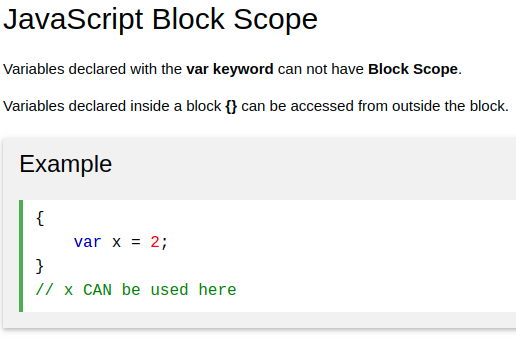 JavaScript Block Scope
Variables declared with the var keyword can not have Block Scope.
Variables declared inside a block {} can be accessed from outside the block.
Example
{
    var x = 2;
}
// x CAN be used here